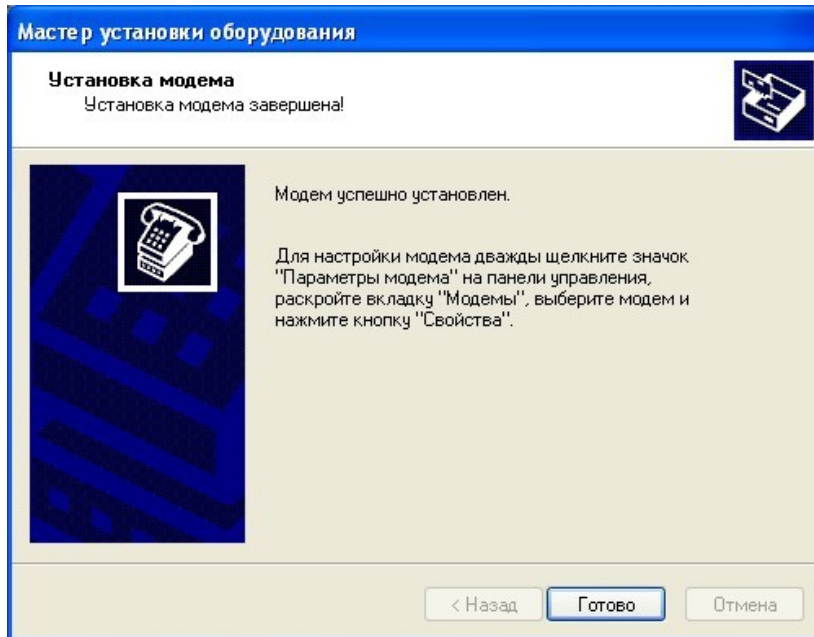 Мастер установки оборудования
Установка модема
Установка модема завершена!
Модем успешно установлен.
Для настройки модема дважды щелкните значок
"Параметры модема" на панели управления,
раскройте вкладку "Модемы", выберите модем и
нажмите кнопку "Свойства".
< Назад Готово Отмена